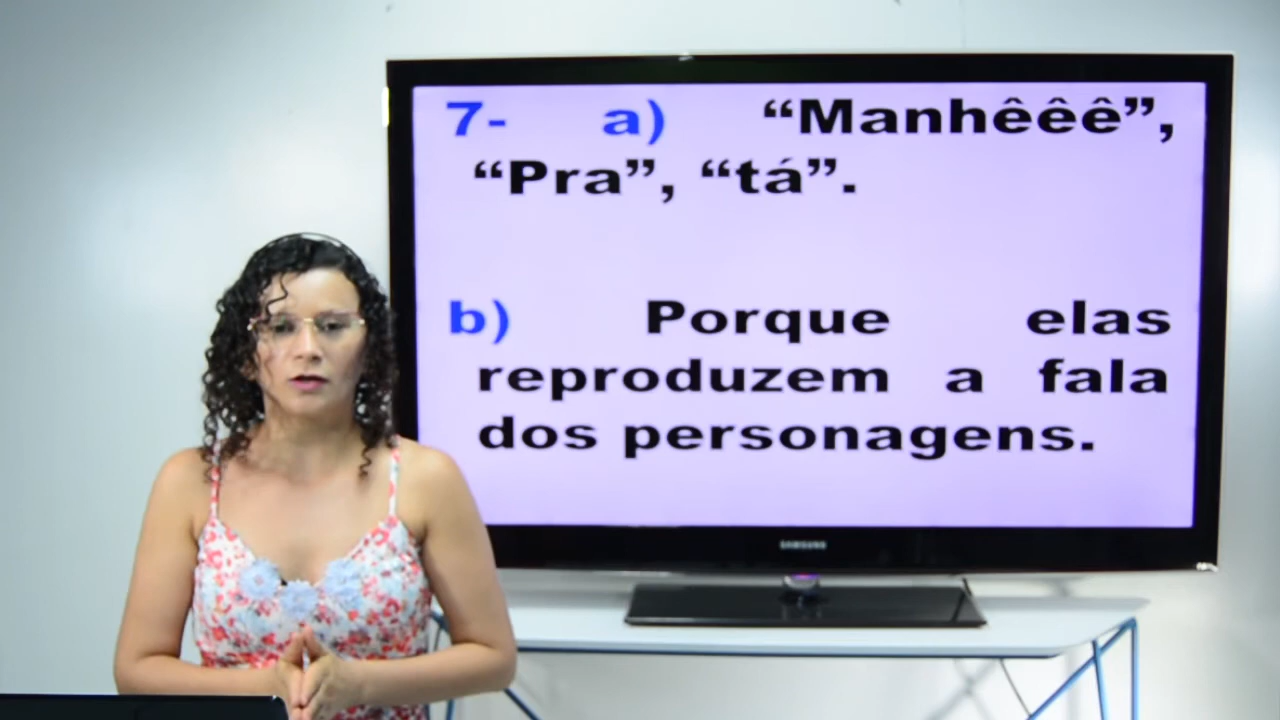 7- a) “Manhêêê”,
“Pra”, “tá”.
b) Porque elas
reproduzem a fala
dos personagens.
SAMSUNG